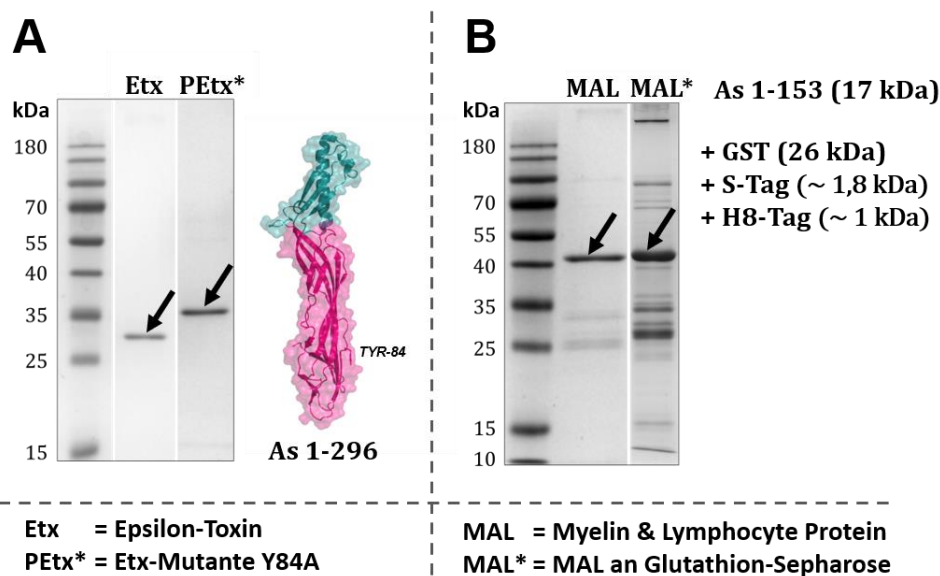 A
Etx PEtx*
kDa
180
70
55
40
35
25
15
TYR-84
As 1-296
B
MAL MAL* As 1-153 (17 kDa)
kDa
180
70
55
40
35
25
15
10
+ GST (26 kDa)
+ S-Tag (~ 1,8 kDa)
+ H8-Tag (~ 1 kDa)
Etx = Epsilon-Toxin
PEtx* = Etx-Mutante Y84A
MAL = Myelin & Lymphocyte Protein
MAL* = MAL an Glutathion-Sepharose